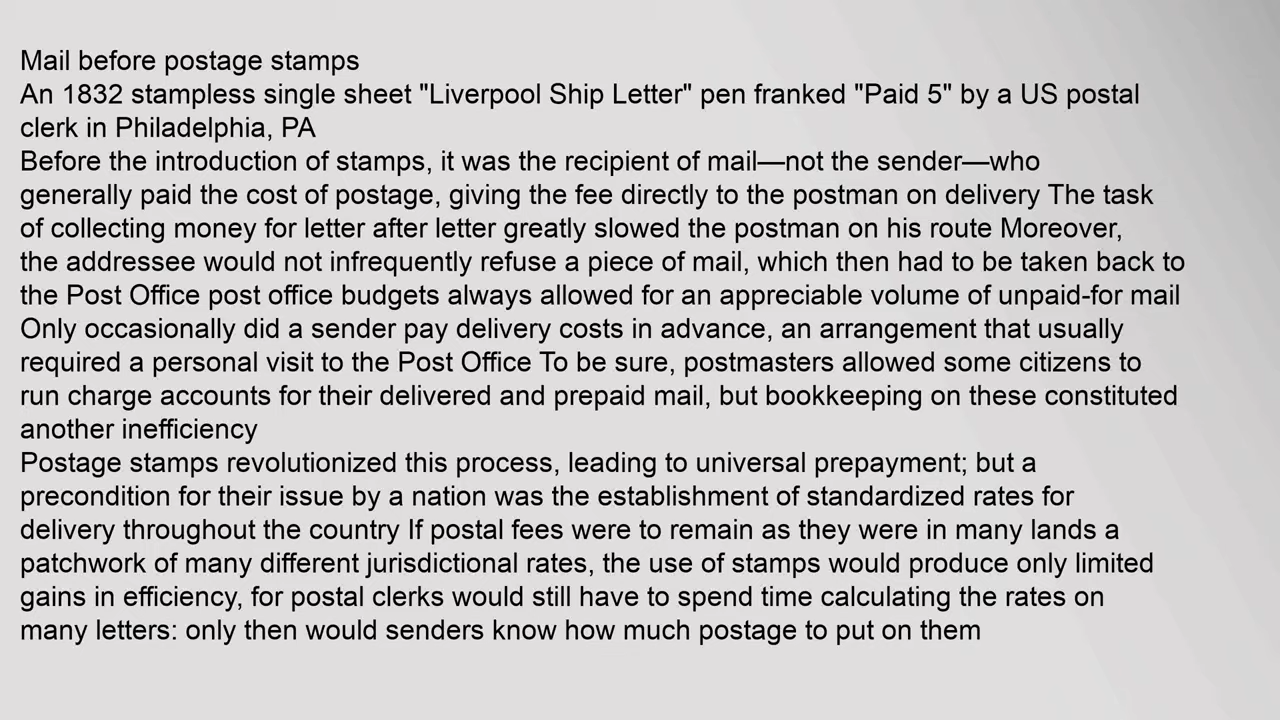 Mail before postage stamps
An 1832 stampless single sheet "Liverpool Ship Letter" pen franked "Paid 5" by a US postal
clerk in Philadelphia, PA
Before the introduction of stamps, it was the recipient of mail—not the sender—who
generally paid the cost of postage, giving the fee directly to the postman on delivery The task
of collecting money for letter after letter greatly slowed the postman on his route Moreover,
the addressee would not infrequently refuse a piece of mail, which then had to be taken back to
the Post Office post office budgets always allowed for an appreciable volume of unpaid-for mail
Only occasionally did a sender pay delivery costs in advance, an arrangement that usually
required a personal visit to the Post Office To be sure, postmasters allowed some citizens to
run charge accounts for their delivered and prepaid mail, but bookkeeping on these constituted
another inefficiency
Postage stamps revolutionized this process, leading to universal prepayment; but a
precondition for their issue by a nation was the establishment of standardized rates for
delivery throughout the country If postal fees were to remain as they were in many lands a
patchwork of many different jurisdictional rates, the use of stamps would produce only limited
gains in efficiency, for postal clerks would still have to spend time calculating the rates on
many letters: only then would senders know how much postage to put on them